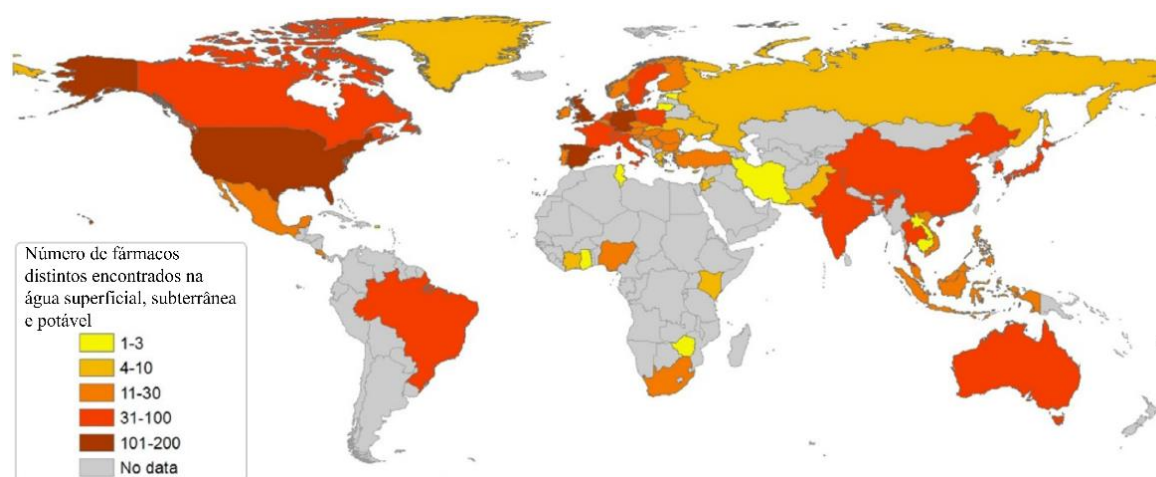 Número de fármacos
distintos encontrados na
água superficial, subterrânea
e potável
1-3
4-10
11-30
31-100
101-200
No data